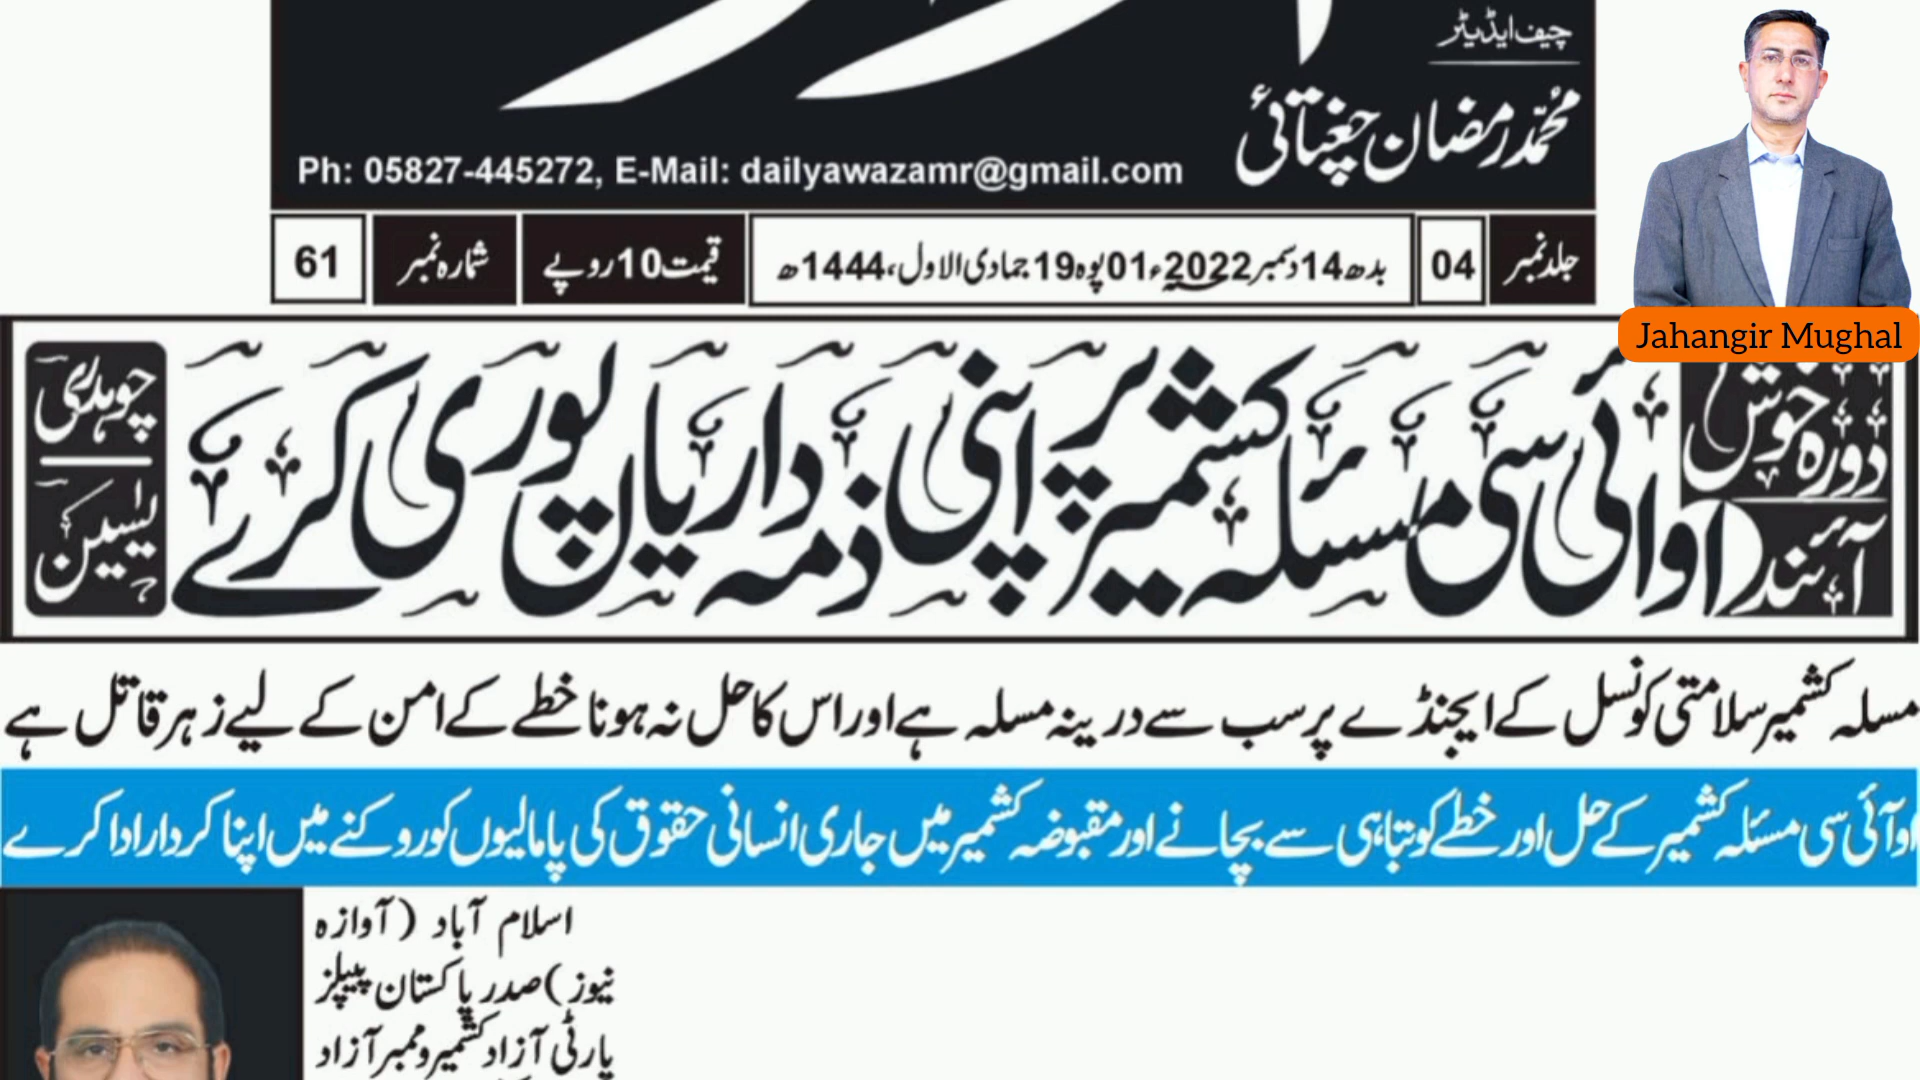 چیف ایڈیٹر
محمد رمضان چغتائی
Ph: 05827-445272, E-Mail: dailyawazamr@gmail.com
جلد نمبر 04 بدھ 14 دسمبر 2022ء، 01 پوہ 19 جمادی الاول، 1444ھ قیمت 10 روپے شمارہ نمبر 61
Jahangir Mughal
دورہ خوش آئند
او آئی سی مسئلہ کشمیر پر اپنی ذمہ داریاں پوری کرے
چوہدری یٰسین
مسلہ کشمیر سلامتی کونسل کے ایجنڈے پر سب سے درینہ مسلہ ہے اور اس کا حل نہ ہونا خطے کے امن کے لیے زہر قاتل ہے
او آئی سی مسئلہ کشمیر کے حل اور خطے کو تباہی سے بچانے اور مقبوضہ کشمیر میں جاری انسانی حقوق کی پامالیوں کو روکنے میں اپنا کردار ادا کرے
اسلام آباد (آوازہ
نیوز) صدر پاکستان پیپلز
پارٹی آزاد کشمیر و ممبر آزاد